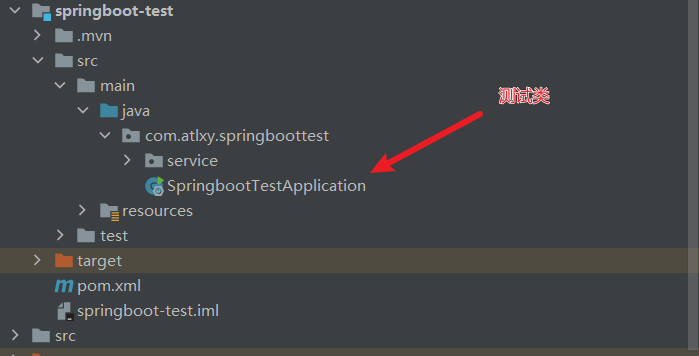 springboot-test
.mvn
src
main
测试类
java
com.atlxy.springboottest
service
SpringbootTestApplication
resources
test
target
pom.xml
springboot-test.iml
src